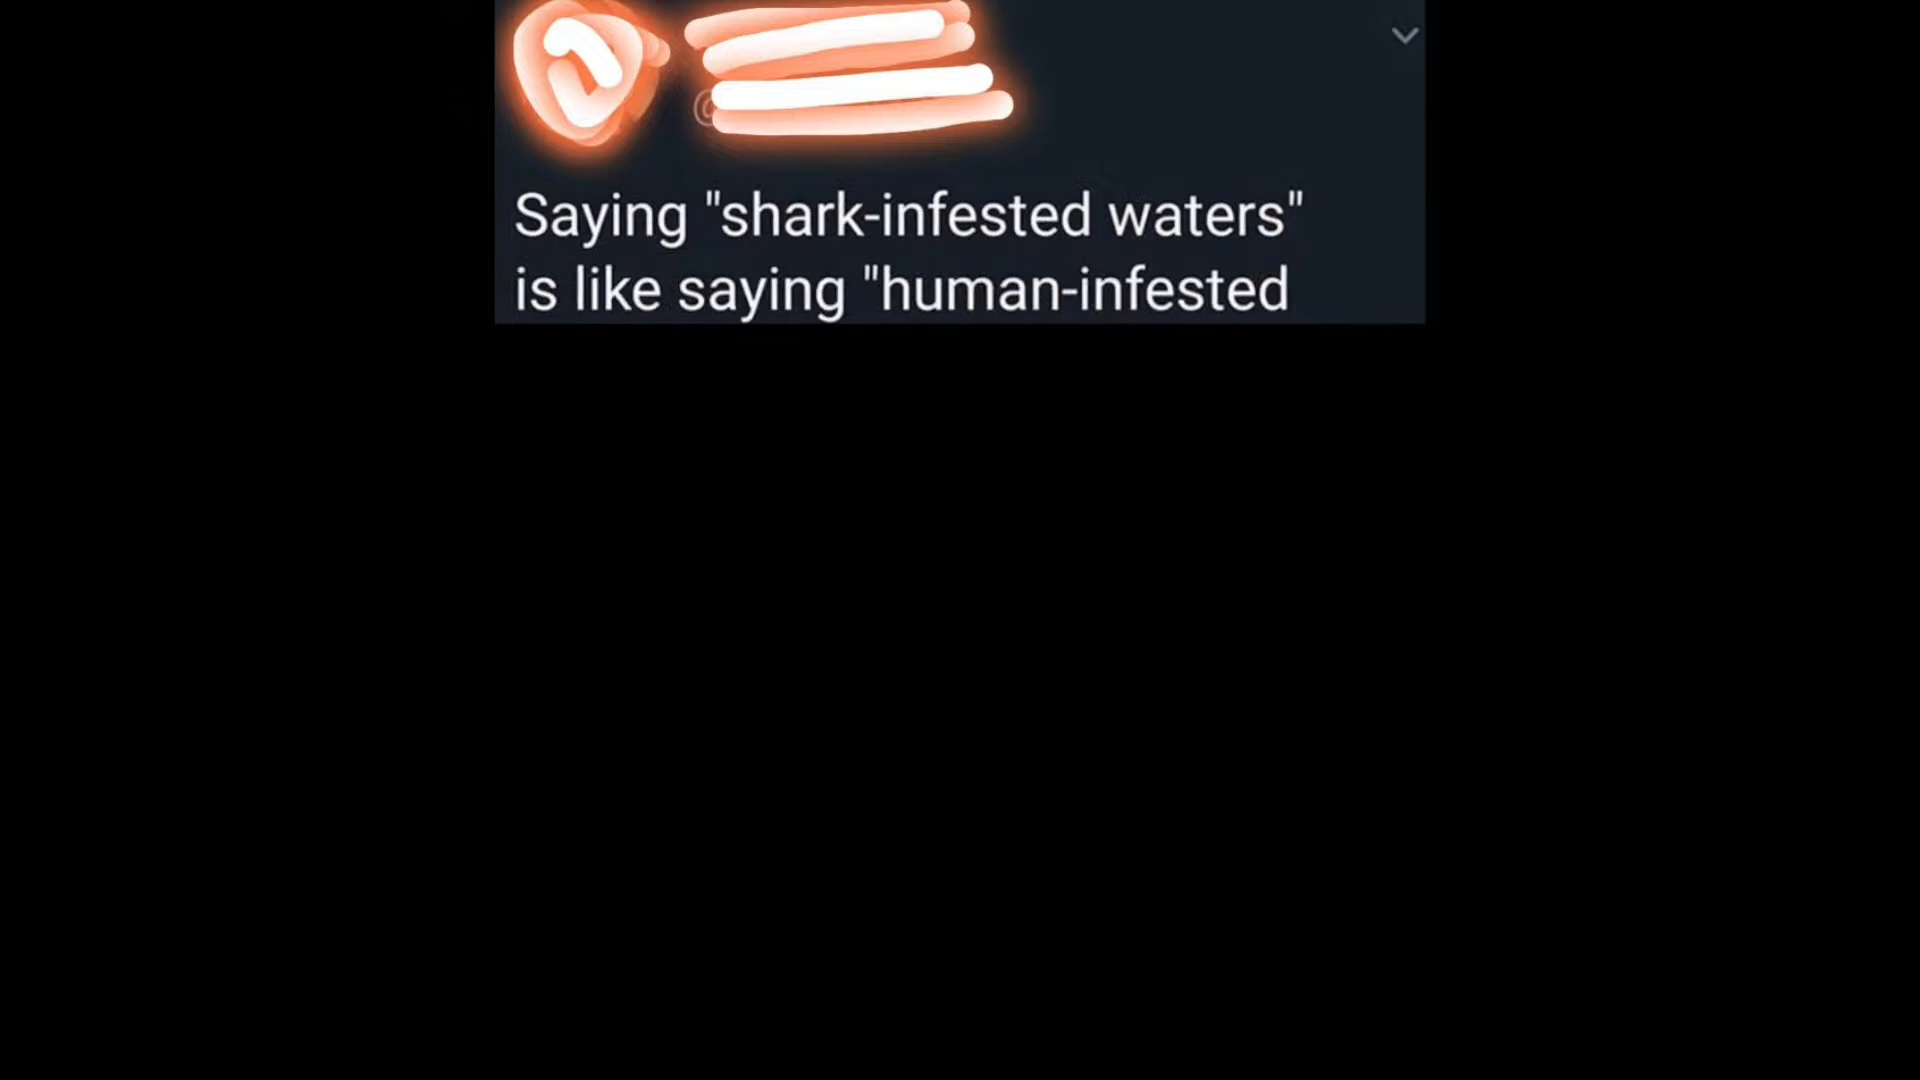 @
Saying "shark-infested waters"
is like saying "human-infested